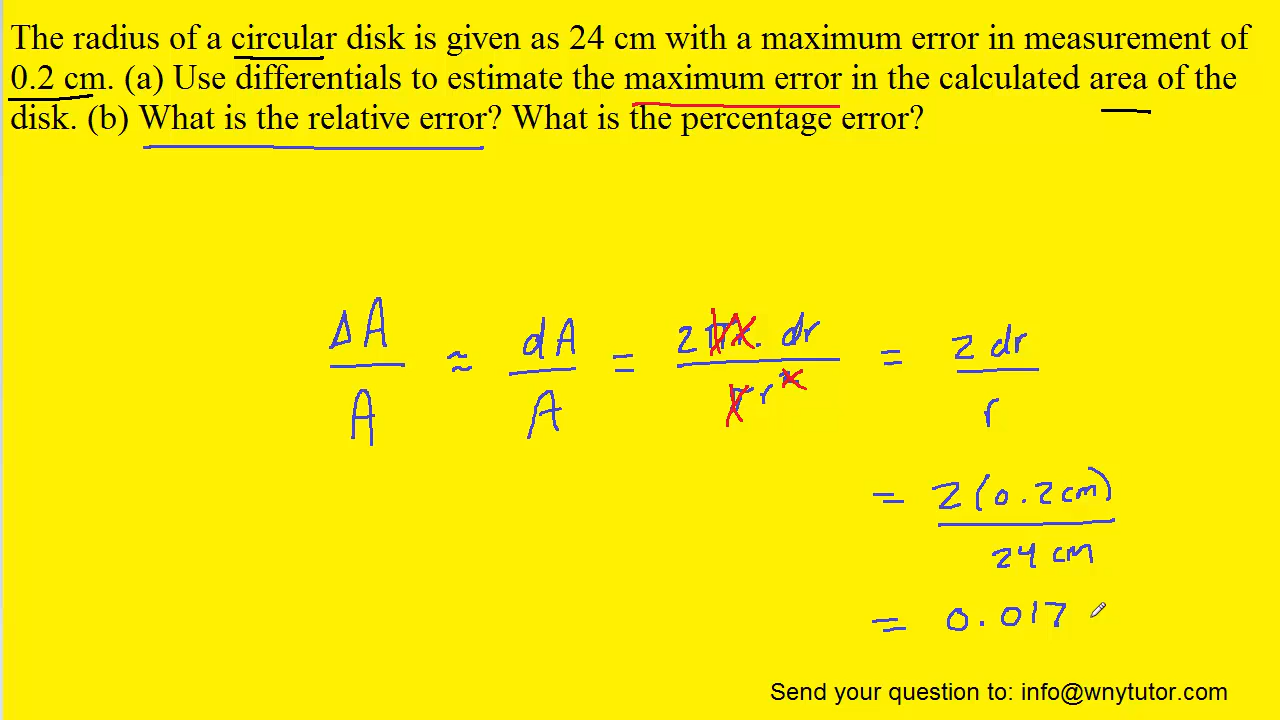 The radius of a circular disk is given as 24 cm with a maximum error in measurement of
0.2 cm. (a) Use differentials to estimate the maximum error in the calculated area of the
disk. (b) What is the relative error? What is the percentage error?
ΔA/A ≈ dA/A = 2πr · dr/πr² = 2 dr/r
= 2(0.2cm)/24 cm
= 0.017
Send your question to: info@wnytutor.com